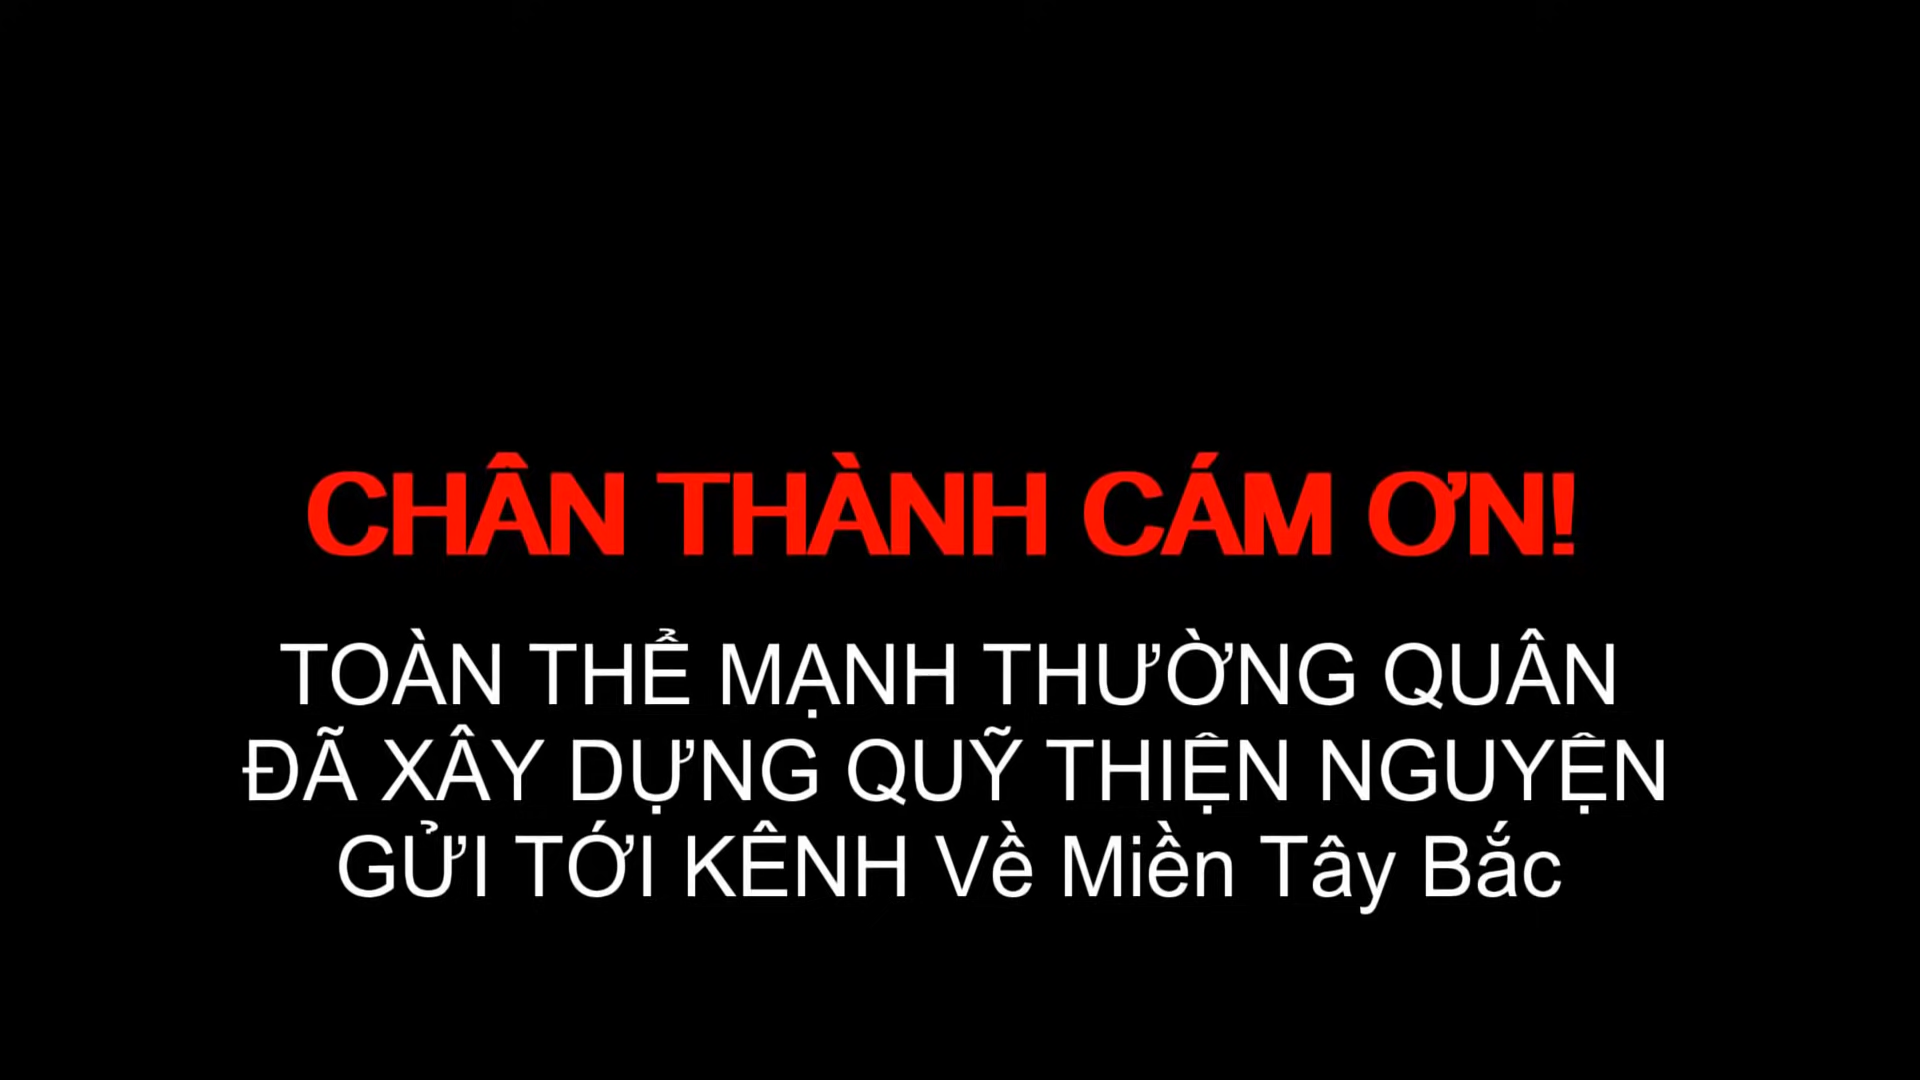 CHÂN THÀNH CÁM ƠN!
TOÀN THỂ MẠNH THƯỜNG QUÂN
ĐÃ XÂY DỰNG QUỸ THIỆN NGUYỆN
GỬI TỚI KÊNH Về Miền Tây Bắc